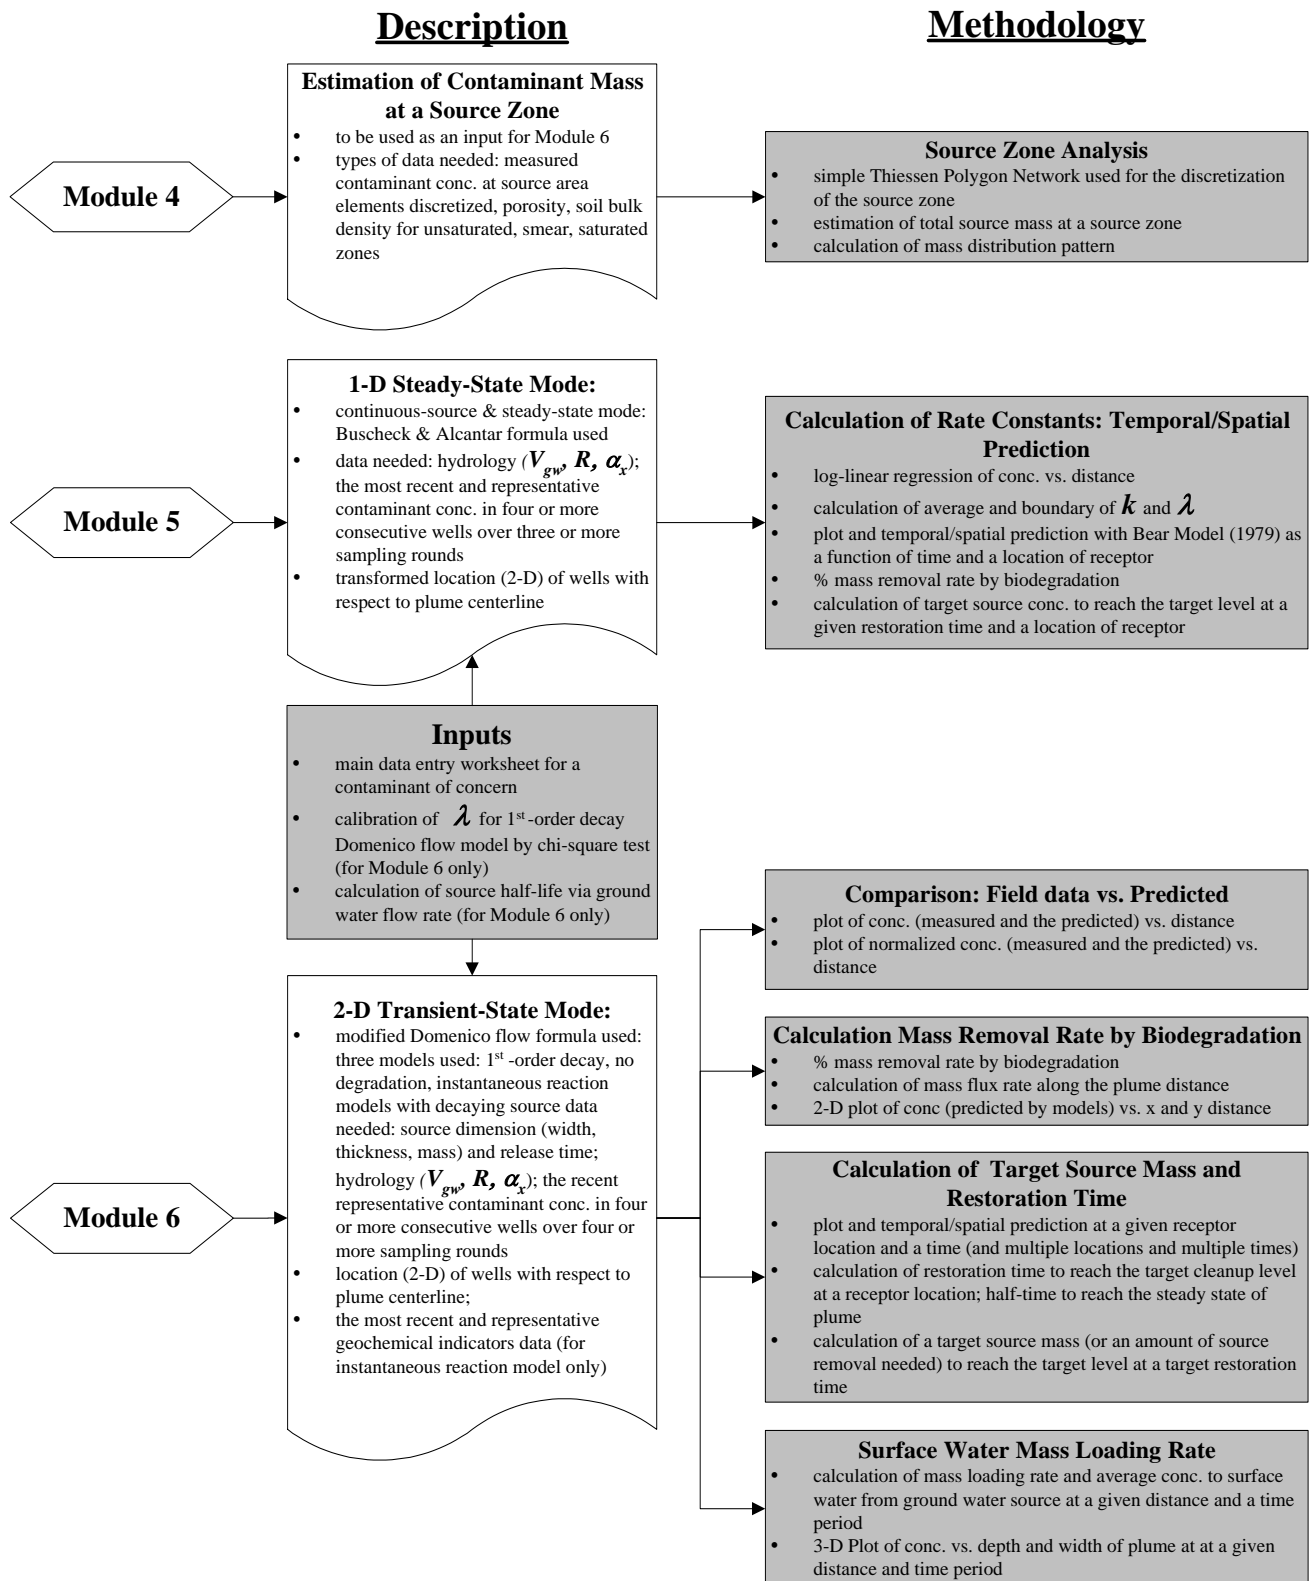 Description
Methodology
Module 4
Estimation of Contaminant Mass
at a Source Zone
• to be used as an input for Module 6
• types of data needed: measured
contaminant conc. at source area
elements discretized, porosity, soil bulk
density for unsaturated, smear, saturated
zones
Source Zone Analysis
• simple Thiessen Polygon Network used for the discretization
of the source zone
• estimation of total source mass at a source zone
• calculation of mass distribution pattern
Module 5
1-D Steady-State Mode:
• continuous-source & steady-state mode:
Buscheck & Alcantar formula used
• data needed: hydrology (V_gw, R, α_x);
the most recent and representative
contaminant conc. in four or more
consecutive wells over three or more
sampling rounds
• transformed location (2-D) of wells with
respect to plume centerline
Calculation of Rate Constants: Temporal/Spatial
Prediction
• log-linear regression of conc. vs. distance
• calculation of average and boundary of k and λ
• plot and temporal/spatial prediction with Bear Model (1979) as
a function of time and a location of receptor
• % mass removal rate by biodegradation
• calculation of target source conc. to reach the target level at a
given restoration time and a location of receptor
Inputs
• main data entry worksheet for a
contaminant of concern
• calibration of λ for 1st-order decay
Domenico flow model by chi-square test
(for Module 6 only)
• calculation of source half-life via ground
water flow rate (for Module 6 only)
Module 6
2-D Transient-State Mode:
• modified Domenico flow formula used:
three models used: 1st-order decay, no
degradation, instantaneous reaction
models with decaying source data
needed: source dimension (width,
thickness, mass) and release time;
hydrology (V_gw, R, α_x); the recent
representative contaminant conc. in four
or more consecutive wells over four or
more sampling rounds
• location (2-D) of wells with respect to
plume centerline;
• the most recent and representative
geochemical indicators data (for
instantaneous reaction model only)
Comparison: Field data vs. Predicted
• plot of conc. (measured and the predicted) vs. distance
• plot of normalized conc. (measured and the predicted) vs.
distance
Calculation Mass Removal Rate by Biodegradation
• % mass removal rate by biodegradation
• calculation of mass flux rate along the plume distance
• 2-D plot of conc (predicted by models) vs. x and y distance
Calculation of Target Source Mass and
Restoration Time
• plot and temporal/spatial prediction at a given receptor
location and a time (and multiple locations and multiple times)
• calculation of restoration time to reach the target cleanup level
at a receptor location; half-time to reach the steady state of
plume
• calculation of a target source mass (or an amount of source
removal needed) to reach the target level at a target restoration
time
Surface Water Mass Loading Rate
• calculation of mass loading rate and average conc. to surface
water from ground water source at a given distance and a time
period
• 3-D Plot of conc. vs. depth and width of plume at at a given
distance and time period